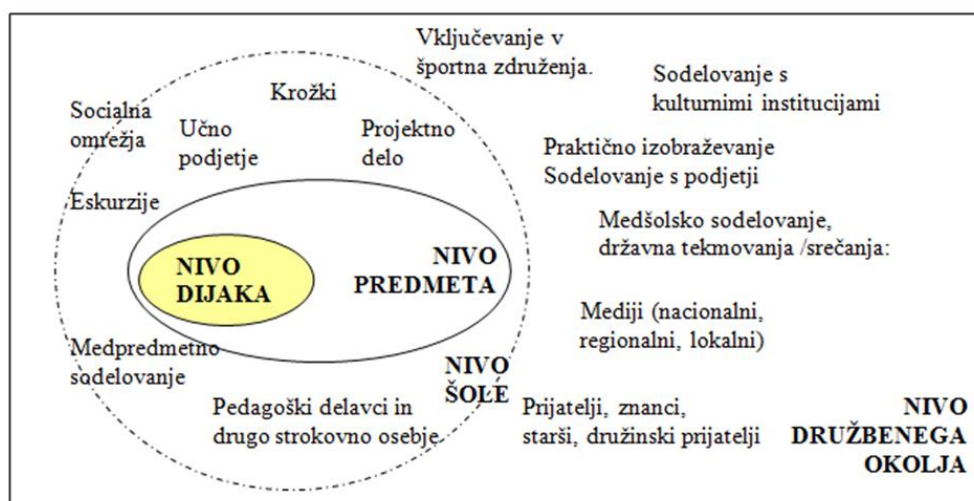 Vključevanje v
športna združenja.
Sodelovanje s
kulturnimi institucijami
Krožki
Socialna
omrežja
Učno
podjetje
Projektno
delo
Praktično izobraževanje
Sodelovanje s podjetji
Eskurzije
Medšolsko sodelovanje,
državna tekmovanja /srečanja:
NIVO
DIJAKA
NIVO
PREDMETA
Mediji (nacionalni,
regionalni, lokalni)
Medpredmetno
sodelovanje
NIVO
ŠOLE
Pedagoški delavci in
drugo strokovno osebje
Prijatelji, znanci,
starši, družinski prijatelji
NIVO
DRUŽBENEGA
OKOLJA